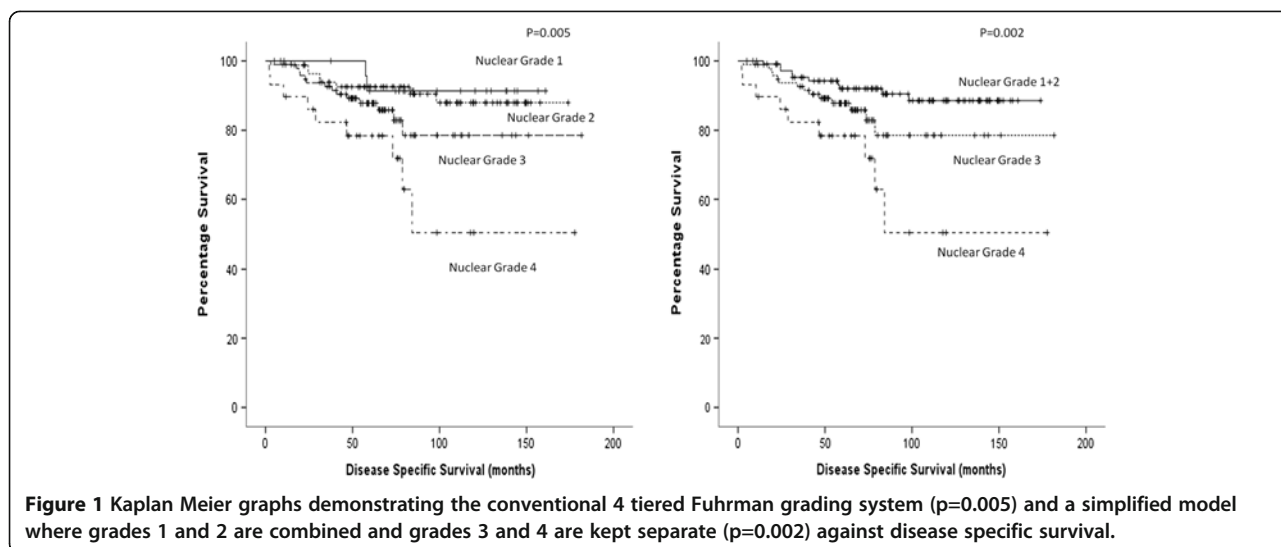 P=0.005
Nuclear Grade 1
Nuclear Grade 2
Nuclear Grade 3
Nuclear Grade 4
Percentage Survival
100
80
60
40
20
0
0 50 100 150 200
Disease Specific Survival (months)
P=0.002
Nuclear Grade 1+2
Nuclear Grade 3
Nuclear Grade 4
Percentage Survival
100
80
60
40
20
0
0 50 100 150 200
Disease Specific Survival (months)
Figure 1 Kaplan Meier graphs demonstrating the conventional 4 tiered Fuhrman grading system (p=0.005) and a simplified model
where grades 1 and 2 are combined and grades 3 and 4 are kept separate (p=0.002) against disease specific survival.